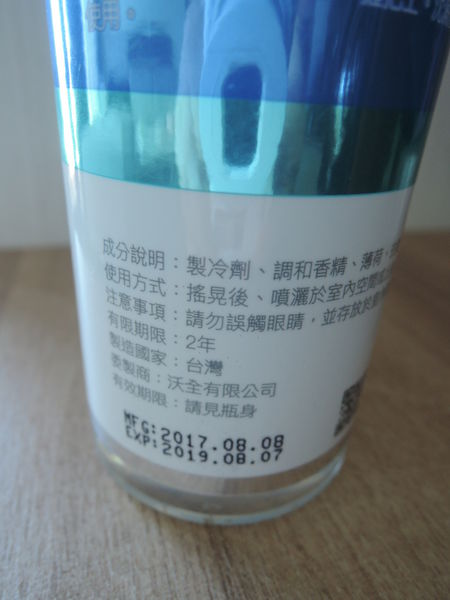 使用。
成分說明：製冷劑、調和香精、薄荷、
使用方式：搖晃後、噴灑於室內空間或
注意事項：請勿誤觸眼睛，並存放於
有限期限：2年
製造國家：台灣
委製商：沃全有限公司
有效期限：請見瓶身
MFG:2017.08.08
EXP:2019.08.07